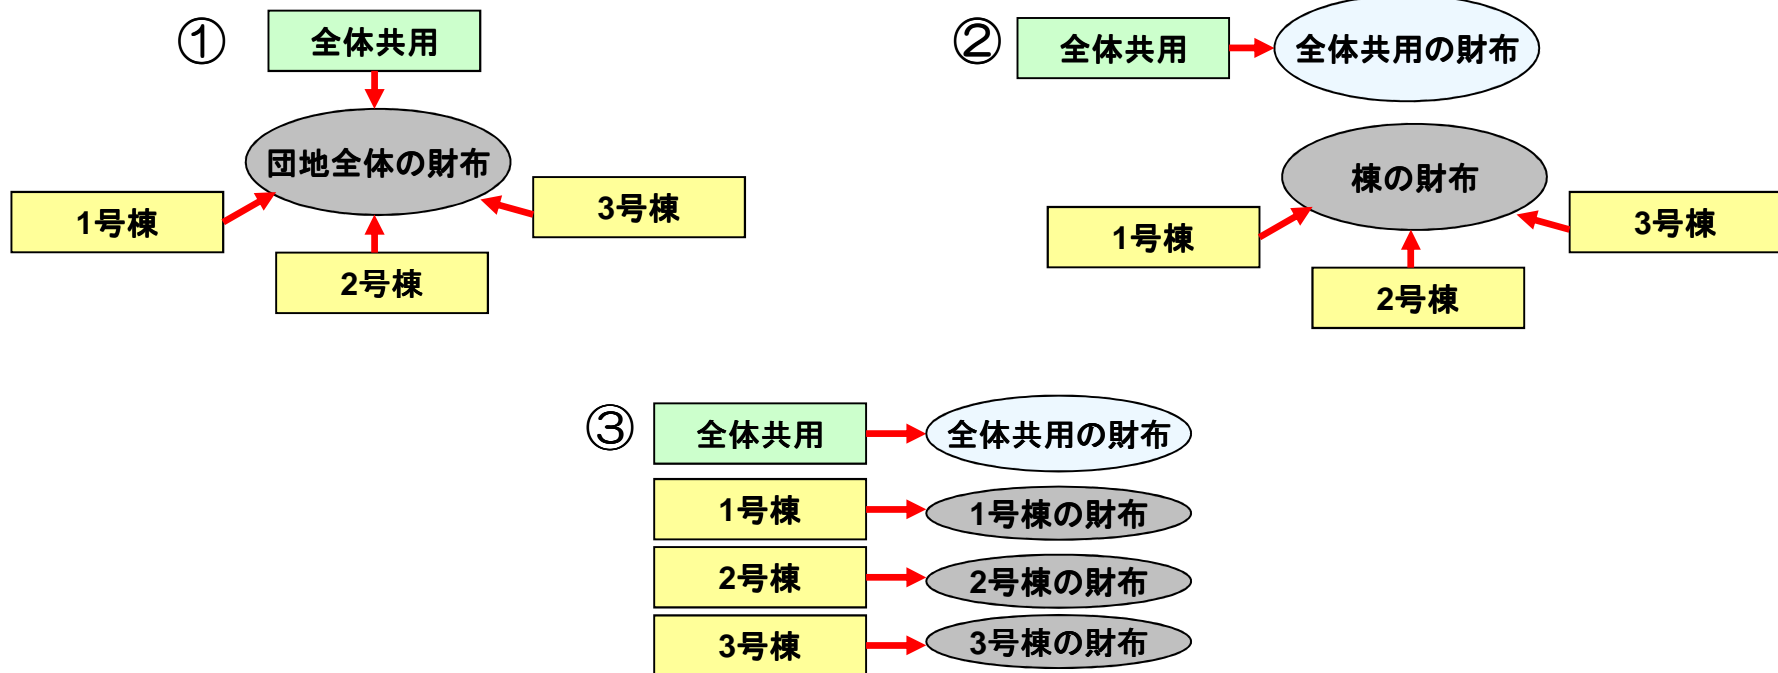 ①
全体共用
団地全体の財布
1号棟
2号棟
3号棟
②
全体共用
全体共用の財布
棟の財布
1号棟
2号棟
3号棟
③
全体共用
全体共用の財布
1号棟
1号棟の財布
2号棟
2号棟の財布
3号棟
3号棟の財布